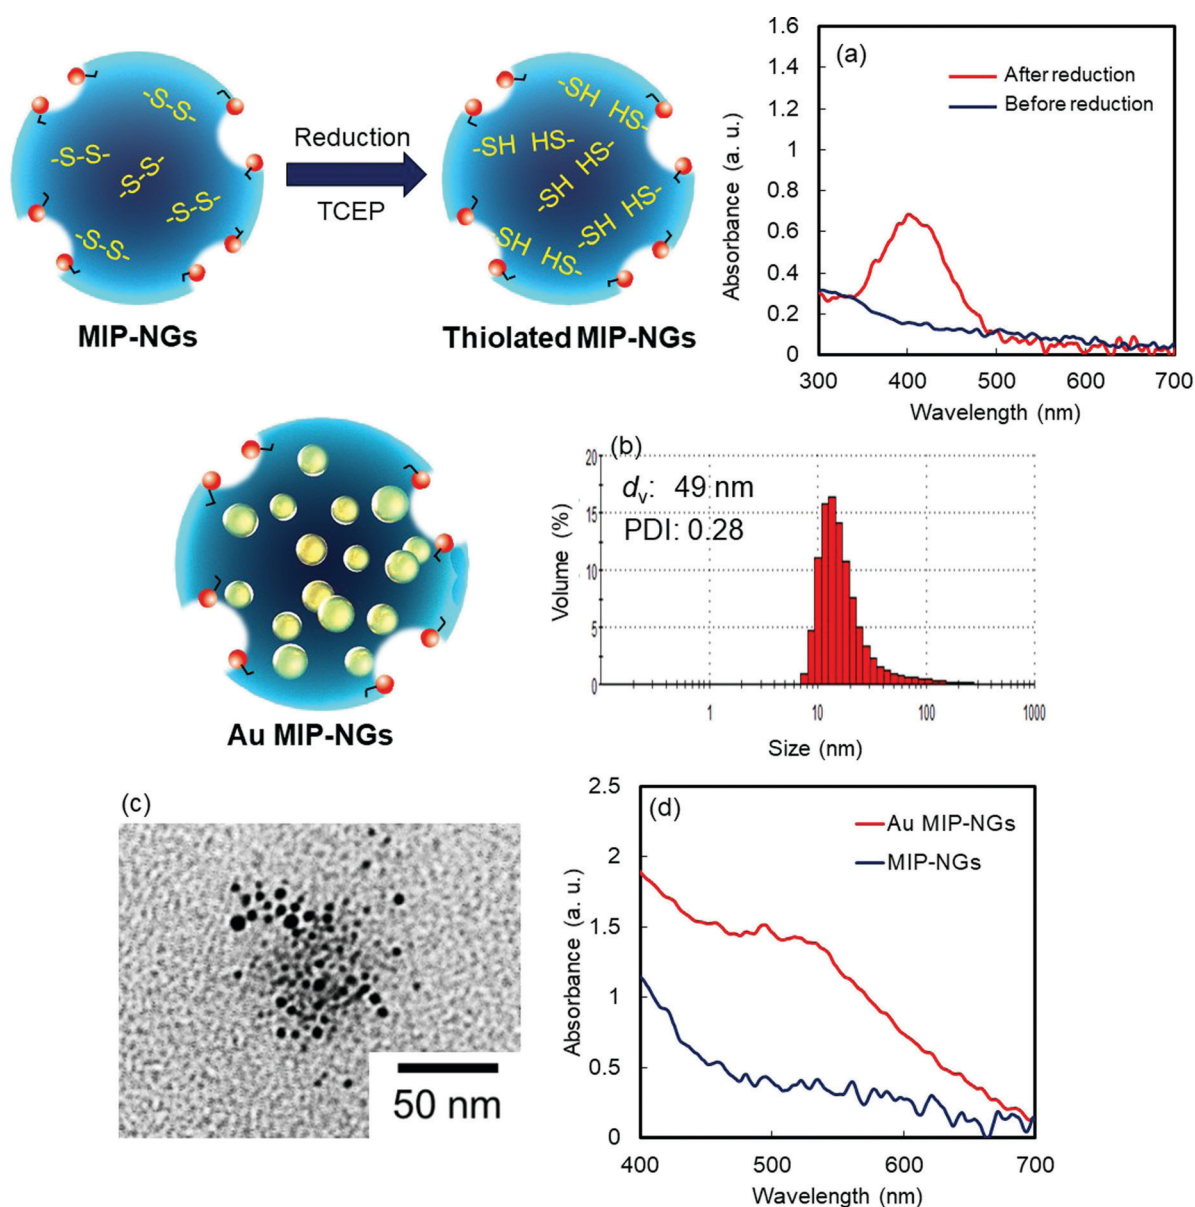 -S-S-
-S-S-
-S-S-
-S-S-
-S-S-
MIP-NGs
Reduction
TCEP
-SH HS-
-SH HS-
-SH HS-
-SH HS-
-SH HS-
Thiolated MIP-NGs
(a)
After reduction
Before reduction
Absorbance (a. u.)
1.6
1.4
1.2
1
0.8
0.6
0.4
0.2
0
300 400 500 600 700
Wavelength (nm)
Au MIP-NGs
(b)
dv: 49 nm
PDI: 0.28
Volume (%)
20
15
10
5
0
1 10 100 1000
Size (nm)
(c)
50 nm
(d)
Au MIP-NGs
MIP-NGs
Absorbance (a. u.)
2.5
2
1.5
1
0.5
0
400 500 600 700
Wavelength (nm)